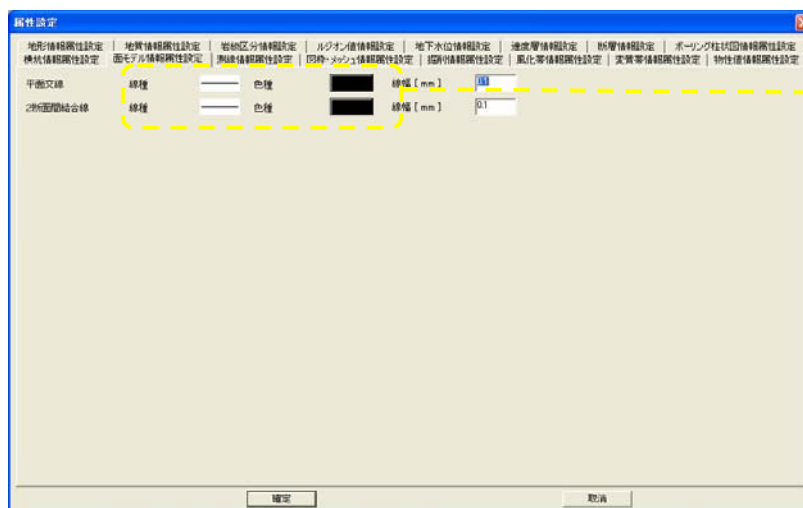 属性設定
地形情報属性設定 地質情報属性設定 岩級区分情報設定 ルジオン値情報設定 地下水位情報設定 速度層情報設定 断層情報設定 ボーリング柱状図情報属性設定
横坑情報属性設定 面モデル情報属性設定 測線情報属性設定 図枠・メッシュ情報属性設定 掘削情報属性設定 風化帯情報属性設定 変質帯情報属性設定 物性値情報属性設定
平面交線 線種 色種 線幅 [ mm ] 0.1
2断面間結合線 線種 色種 線幅 [ mm ] 0.1
確定 取消